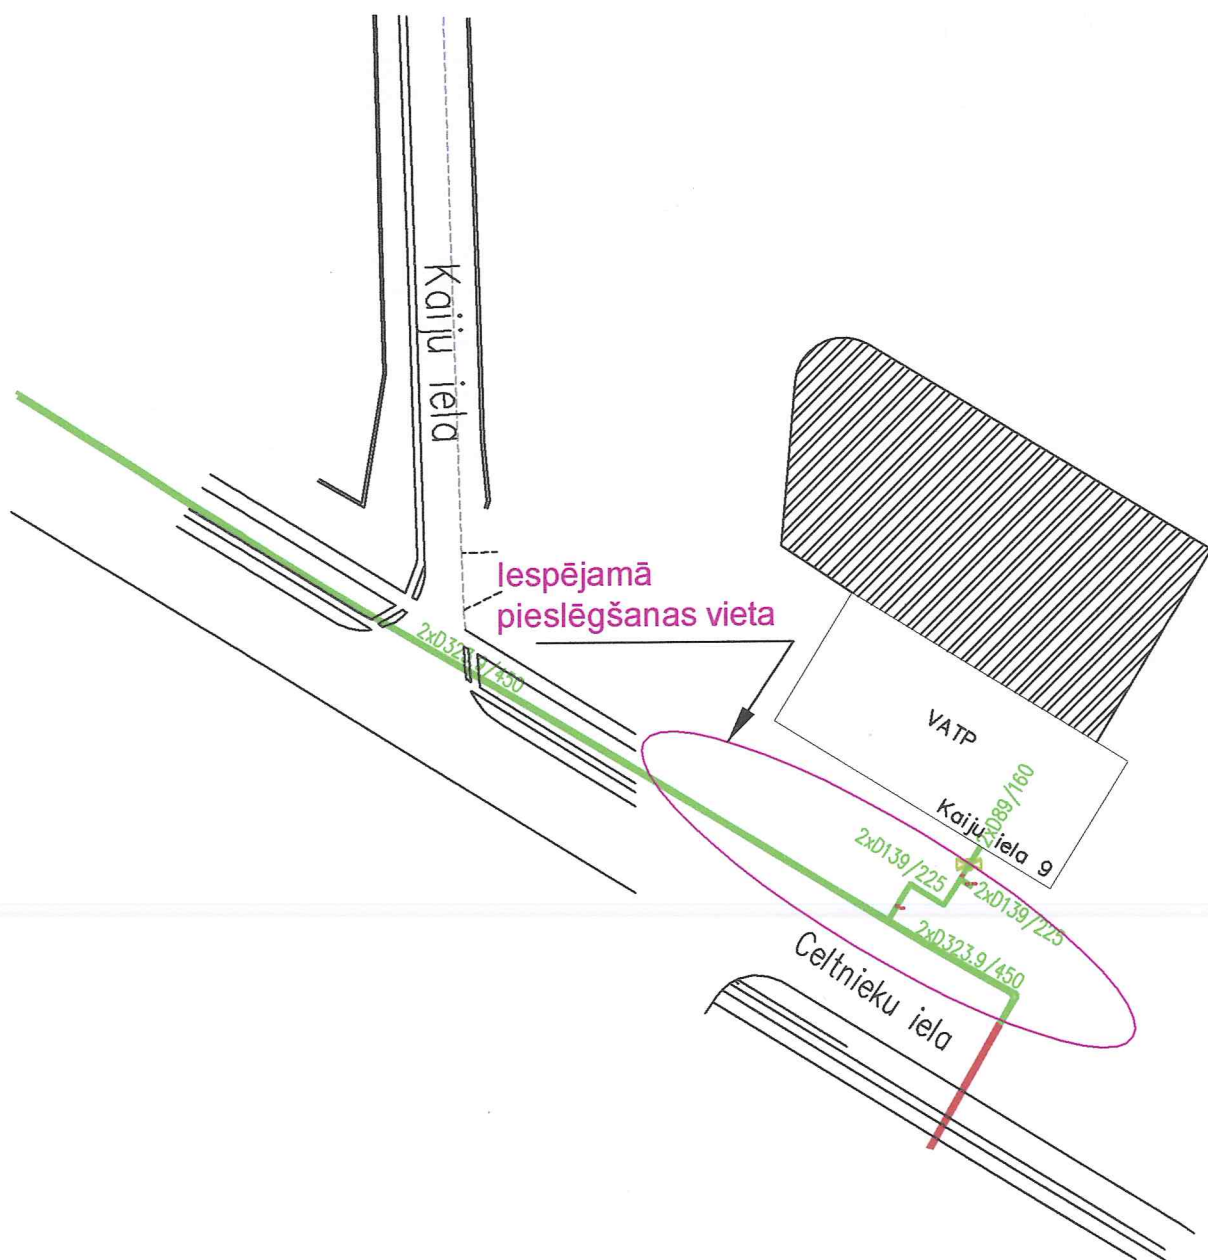 Kaiju iela
Iespējamā
pieslēgšanas vieta
2xD323.9/450
VATP
2xD89/160
Kaiju iela 9
2xD139/225
2xD139/225
2xD323.9/450
Celtnieku iela